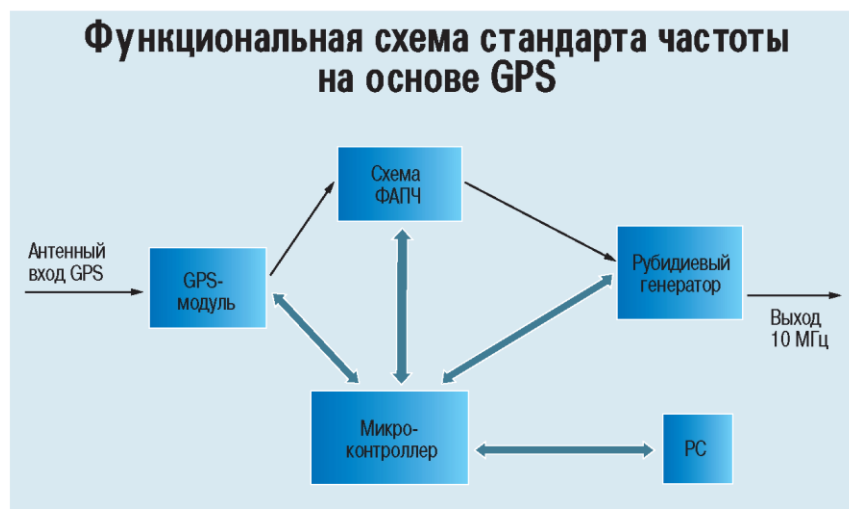 Функциональная схема стандарта частоты
на основе GPS
Схема
ФАПЧ
Антенный
вход GPS
GPS-
модуль
Рубидиевый
генератор
Выход
10 МГц
Микро-
контроллер
PC